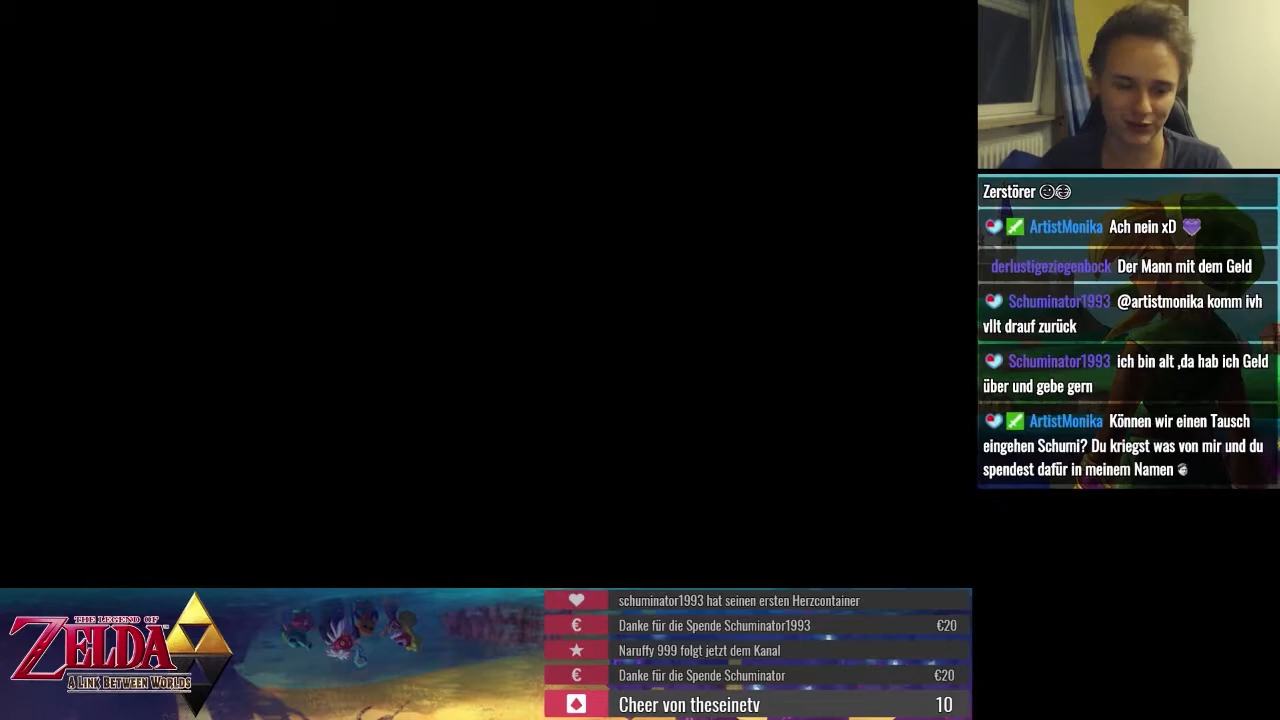 Zerstörer
ArtistMonika Ach nein xD
derlustigeziegenbock Der Mann mit dem Geld
Schuminator1993 @artistmonika komm ivh
vllt drauf zurück
Schuminator1993 ich bin alt ,da hab ich Geld
über und gebe gern
ArtistMonika Können wir einen Tausch
eingehen Schumi? Du kriegst was von mir und du
spendest dafür in meinem Namen
THE LEGEND OF
ZELDA
A LINK BETWEEN WORLDS
schuminator1993 hat seinen ersten Herzcontainer
€ Danke für die Spende Schuminator1993 €20
Naruffy 999 folgt jetzt dem Kanal
€ Danke für die Spende Schuminator €20
Cheer von theseinetv 10